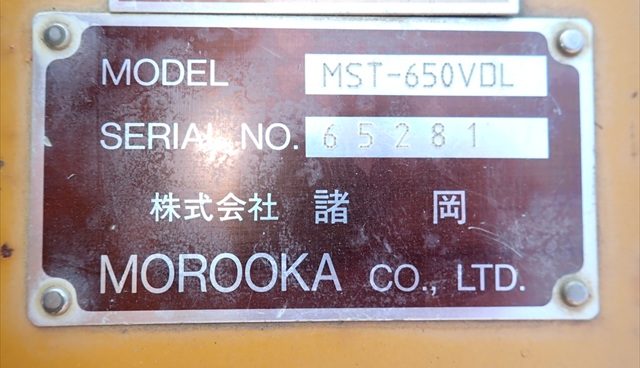 MODEL MST-650VDL
SERIAL NO. 65281
株式会社 諸岡
MOROOKA CO., LTD.